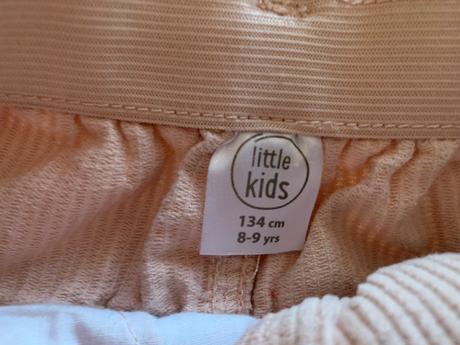 little
kids
134 cm
8-9 yrs